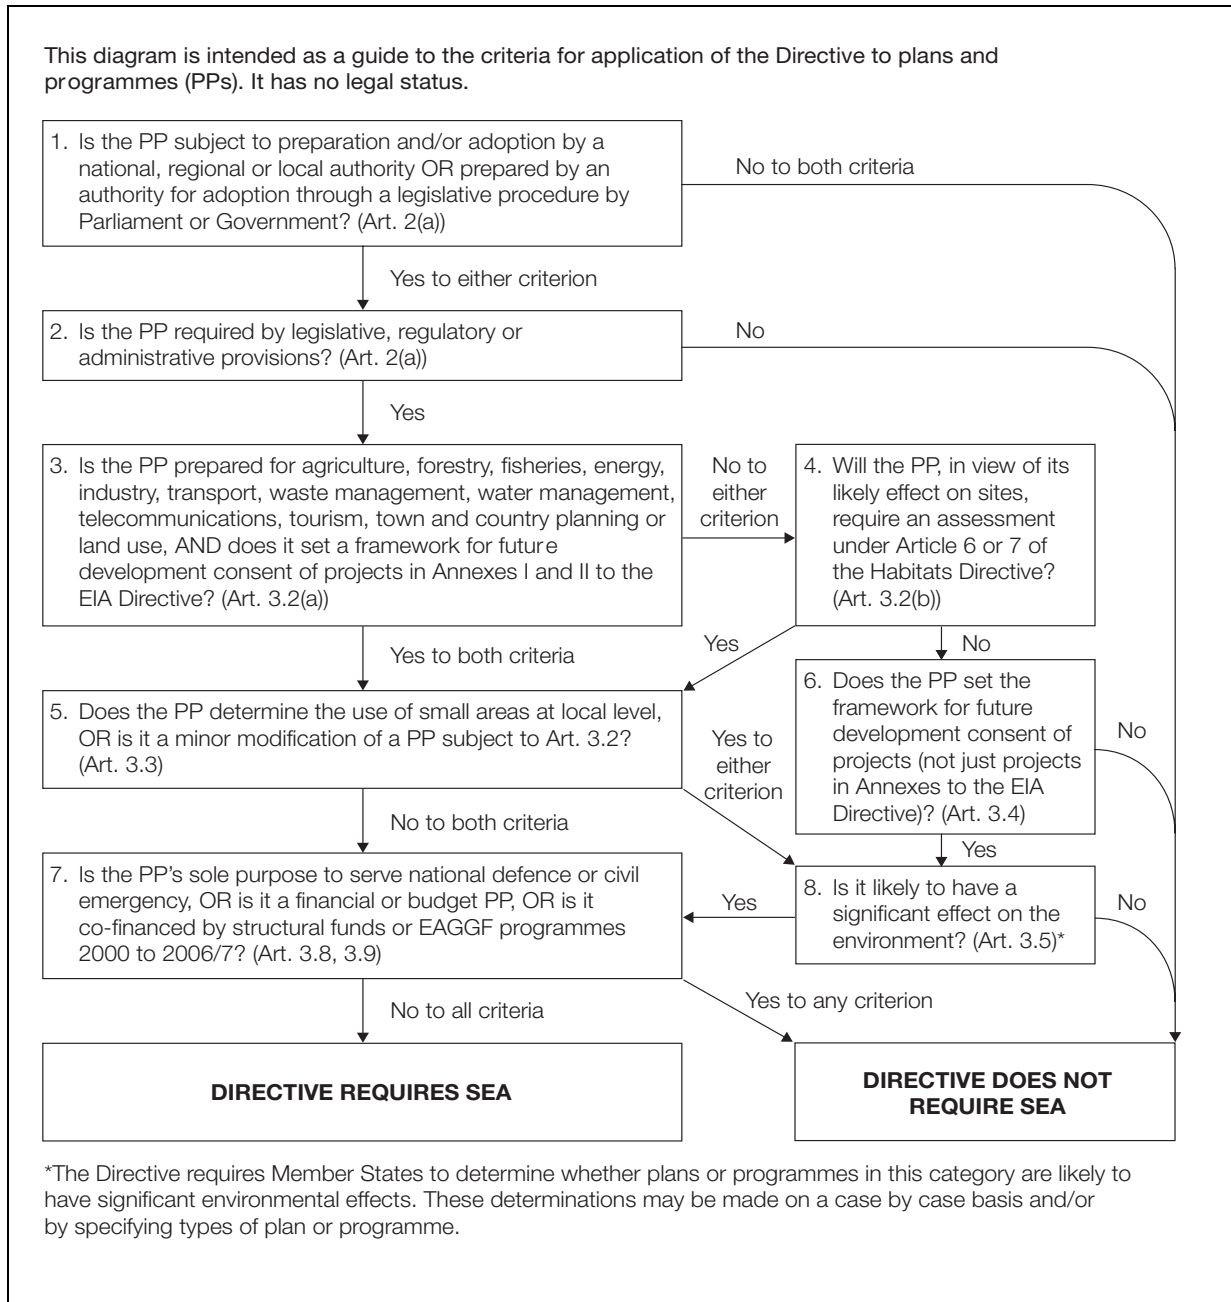 This diagram is intended as a guide to the criteria for application of the Directive to plans and
programmes (PPs). It has no legal status.
1. Is the PP subject to preparation and/or adoption by a
national, regional or local authority OR prepared by an
authority for adoption through a legislative procedure by
Parliament or Government? (Art. 2(a))
No to both criteria
Yes to either criterion
2. Is the PP required by legislative, regulatory or
administrative provisions? (Art. 2(a))
No
Yes
3. Is the PP prepared for agriculture, forestry, fisheries, energy,
industry, transport, waste management, water management,
telecommunications, tourism, town and country planning or
land use, AND does it set a framework for future
development consent of projects in Annexes I and II to the
EIA Directive? (Art. 3.2(a))
No to
either
criterion
4. Will the PP, in view of its
likely effect on sites,
require an assessment
under Article 6 or 7 of
the Habitats Directive?
(Art. 3.2(b))
Yes to both criteria
Yes
No
5. Does the PP determine the use of small areas at local level,
OR is it a minor modification of a PP subject to Art. 3.2?
(Art. 3.3)
Yes to
either
criterion
6. Does the PP set the
framework for future
development consent of
projects (not just projects
in Annexes to the EIA
Directive)? (Art. 3.4)
No
No to both criteria
Yes
7. Is the PP's sole purpose to serve national defence or civil
emergency, OR is it a financial or budget PP, OR is it
co-financed by structural funds or EAGGF programmes
2000 to 2006/7? (Art. 3.8, 3.9)
Yes
8. Is it likely to have a
significant effect on the
environment? (Art. 3.5)*
No
No to all criteria
Yes to any criterion
DIRECTIVE REQUIRES SEA
DIRECTIVE DOES NOT
REQUIRE SEA
*The Directive requires Member States to determine whether plans or programmes in this category are likely to
have significant environmental effects. These determinations may be made on a case by case basis and/or
by specifying types of plan or programme.